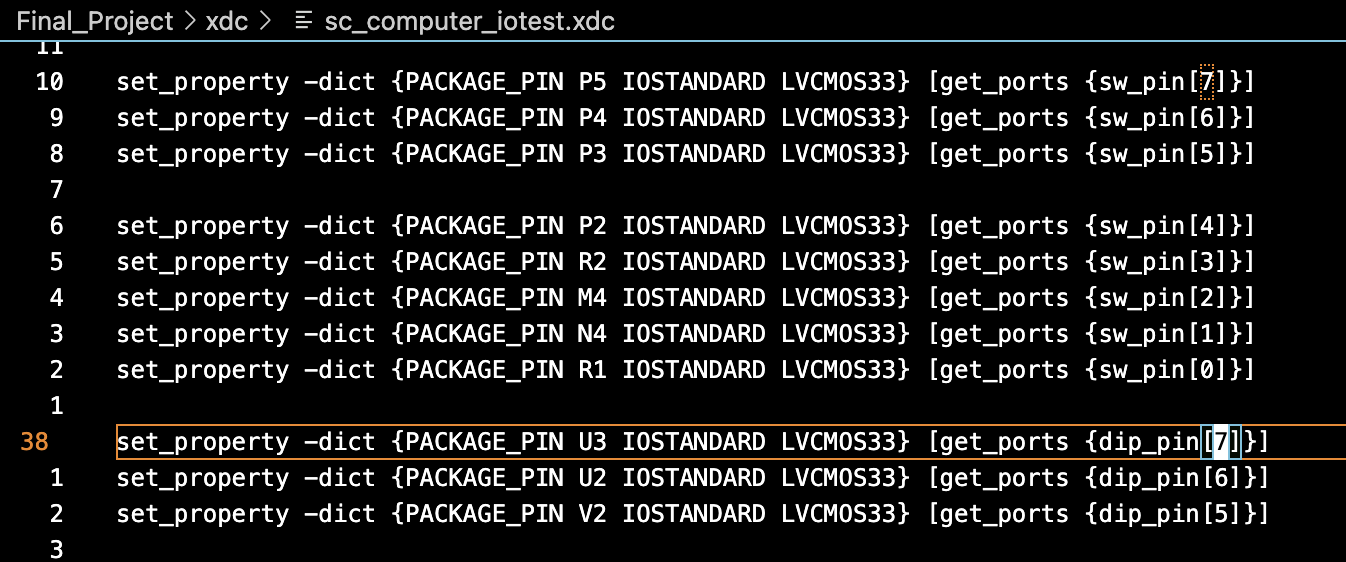 Final_Project > xdc > sc_computer_iotest.xdc
11
10 set_property -dict {PACKAGE_PIN P5 IOSTANDARD LVCMOS33} [get_ports {sw_pin[7]}]
9 set_property -dict {PACKAGE_PIN P4 IOSTANDARD LVCMOS33} [get_ports {sw_pin[6]}]
8 set_property -dict {PACKAGE_PIN P3 IOSTANDARD LVCMOS33} [get_ports {sw_pin[5]}]
7
6 set_property -dict {PACKAGE_PIN P2 IOSTANDARD LVCMOS33} [get_ports {sw_pin[4]}]
5 set_property -dict {PACKAGE_PIN R2 IOSTANDARD LVCMOS33} [get_ports {sw_pin[3]}]
4 set_property -dict {PACKAGE_PIN M4 IOSTANDARD LVCMOS33} [get_ports {sw_pin[2]}]
3 set_property -dict {PACKAGE_PIN N4 IOSTANDARD LVCMOS33} [get_ports {sw_pin[1]}]
2 set_property -dict {PACKAGE_PIN R1 IOSTANDARD LVCMOS33} [get_ports {sw_pin[0]}]
1
38 set_property -dict {PACKAGE_PIN U3 IOSTANDARD LVCMOS33} [get_ports {dip_pin[7]}]
1 set_property -dict {PACKAGE_PIN U2 IOSTANDARD LVCMOS33} [get_ports {dip_pin[6]}]
2 set_property -dict {PACKAGE_PIN V2 IOSTANDARD LVCMOS33} [get_ports {dip_pin[5]}]
3